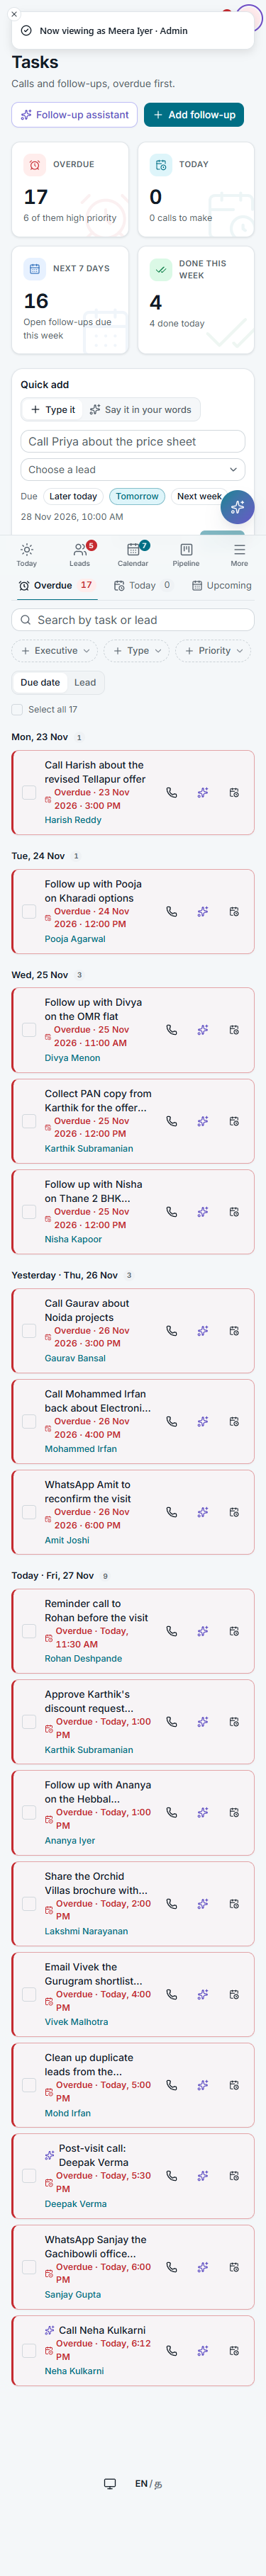 Now viewing as Meera Iyer · Admin
Tasks
Calls and follow-ups, overdue first.
Follow-up assistant
Add follow-up
OVERDUE
17
6 of them high priority
TODAY
0
0 calls to make
NEXT 7 DAYS
16
Open follow-ups due
this week
DONE THIS
WEEK
4
4 done today
Quick add
Type it
Say it in your words
Call Priya about the price sheet
Choose a lead
Due
Later today
Tomorrow
Next week
28 Nov 2026, 10:00 AM
Today
Leads
5
Calendar
7
Pipeline
More
Overdue 17
Today 0
Upcoming
Search by task or lead
Executive
Type
Priority
Due date
Lead
Select all 17
Mon, 23 Nov 1
Call Harish about the
revised Tellapur offer
Overdue · 23 Nov
2026 · 3:00 PM
Harish Reddy
Tue, 24 Nov 1
Follow up with Pooja
on Kharadi options
Overdue · 24 Nov
2026 · 12:00 PM
Pooja Agarwal
Wed, 25 Nov 3
Follow up with Divya
on the OMR flat
Overdue · 25 Nov
2026 · 11:00 AM
Divya Menon
Collect PAN copy from
Karthik for the offer...
Overdue · 25 Nov
2026 · 12:00 PM
Karthik Subramanian
Follow up with Nisha
on Thane 2 BHK...
Overdue · 25 Nov
2026 · 12:00 PM
Nisha Kapoor
Yesterday · Thu, 26 Nov 3
Call Gaurav about
Noida projects
Overdue · 26 Nov
2026 · 3:00 PM
Gaurav Bansal
Call Mohammed Irfan
back about Electroni...
Overdue · 26 Nov
2026 · 4:00 PM
Mohammed Irfan
WhatsApp Amit to
reconfirm the visit
Overdue · 26 Nov
2026 · 6:00 PM
Amit Joshi
Today · Fri, 27 Nov 9
Reminder call to
Rohan before the visit
Overdue · Today,
11:30 AM
Rohan Deshpande
Approve Karthik's
discount request...
Overdue · Today, 1:00
PM
Karthik Subramanian
Follow up with Ananya
on the Hebbal...
Overdue · Today, 1:00
PM
Ananya Iyer
Share the Orchid
Villas brochure with...
Overdue · Today, 2:00
PM
Lakshmi Narayanan
Email Vivek the
Gurugram shortlist...
Overdue · Today, 4:00
PM
Vivek Malhotra
Clean up duplicate
leads from the...
Overdue · Today, 5:00
PM
Mohd Irfan
Post-visit call:
Deepak Verma
Overdue · Today, 5:30
PM
Deepak Verma
WhatsApp Sanjay the
Gachibowli office...
Overdue · Today, 6:00
PM
Sanjay Gupta
Call Neha Kulkarni
Overdue · Today, 6:12
PM
Neha Kulkarni
EN / த